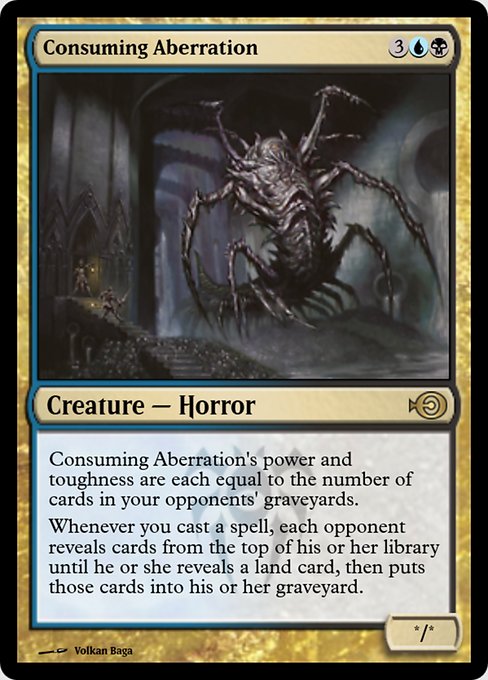 Consuming Aberration
3
Creature — Horror
Consuming Aberration's power and
toughness are each equal to the number of
cards in your opponents' graveyards.
Whenever you cast a spell, each opponent
reveals cards from the top of his or her library
until he or she reveals a land card, then puts
those cards into his or her graveyard.
*/*
Volkan Baga